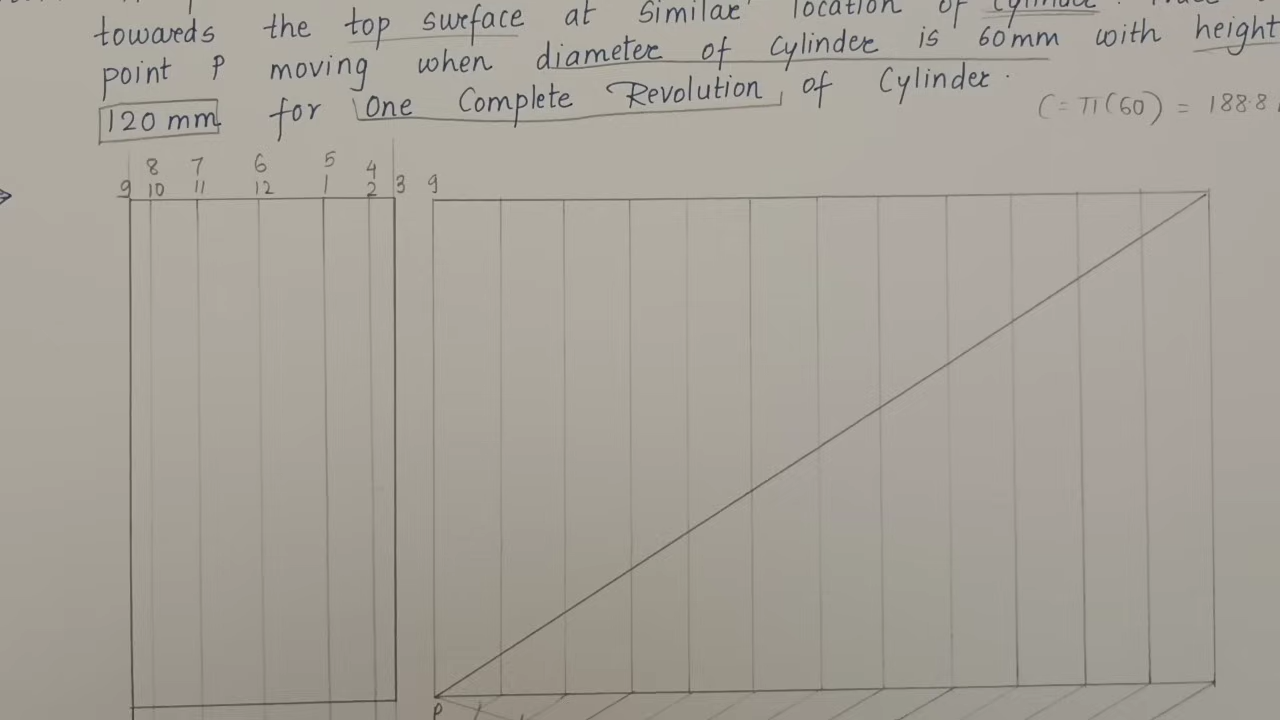 towards the top surface at similar location of cylinder.
point P moving when diameter of cylinder is 60mm with height
120 mm for One Complete Revolution of Cylinder.
C = π(60) = 188.8
8 7 6 5 4
9 10 11 12 1 2 3 9
P